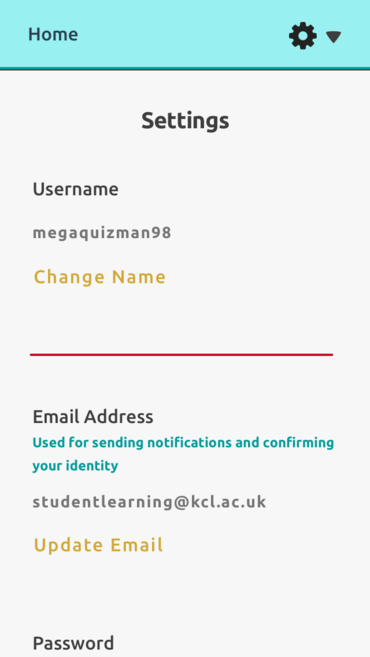 Home
Settings
Username
megaquizman98
Change Name
Email Address
Used for sending notifications and confirming
your identity
studentlearning@kcl.ac.uk
Update Email
Password